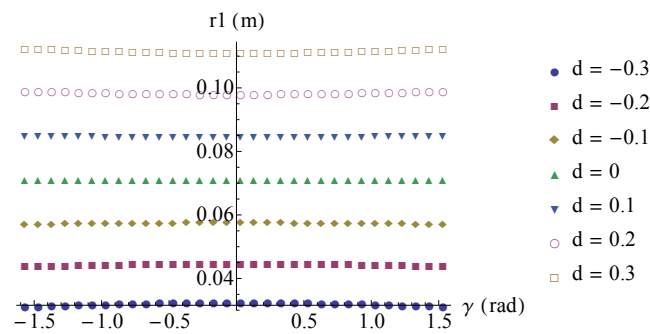 r1 (m)
0.10
0.08
0.06
0.04
−1.5 −1.0 −0.5 0.5 1.0 1.5 γ (rad)
d = −0.3
d = −0.2
d = −0.1
d = 0
d = 0.1
d = 0.2
d = 0.3